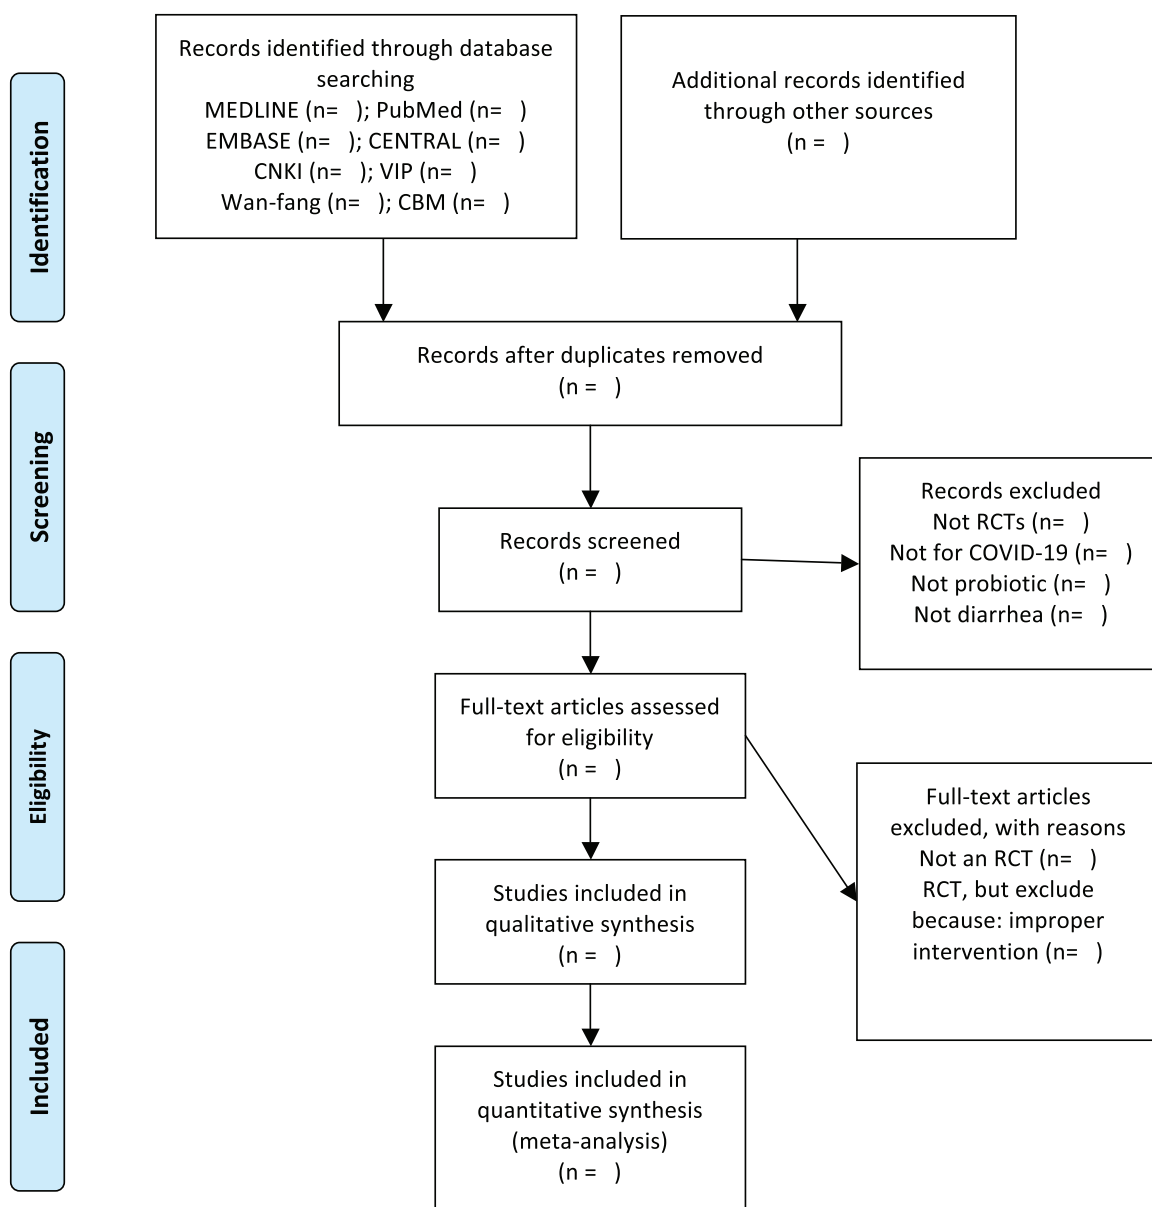 Identification
Records identified through database
searching
MEDLINE (n=   ); PubMed (n=   )
EMBASE (n=   ); CENTRAL (n=   )
CNKI (n=   ); VIP (n=   )
Wan-fang (n=   ); CBM (n=   )
Additional records identified
through other sources
(n =   )
Records after duplicates removed
(n =   )
Screening
Records screened
(n =   )
Records excluded
Not RCTs (n=   )
Not for COVID-19 (n=   )
Not probiotic (n=   )
Not diarrhea (n=   )
Eligibility
Full-text articles assessed
for eligibility
(n =   )
Full-text articles
excluded, with reasons
Not an RCT (n=   )
RCT, but exclude
because: improper
intervention (n=   )
Studies included in
qualitative synthesis
(n =   )
Included
Studies included in
quantitative synthesis
(meta-analysis)
(n =   )